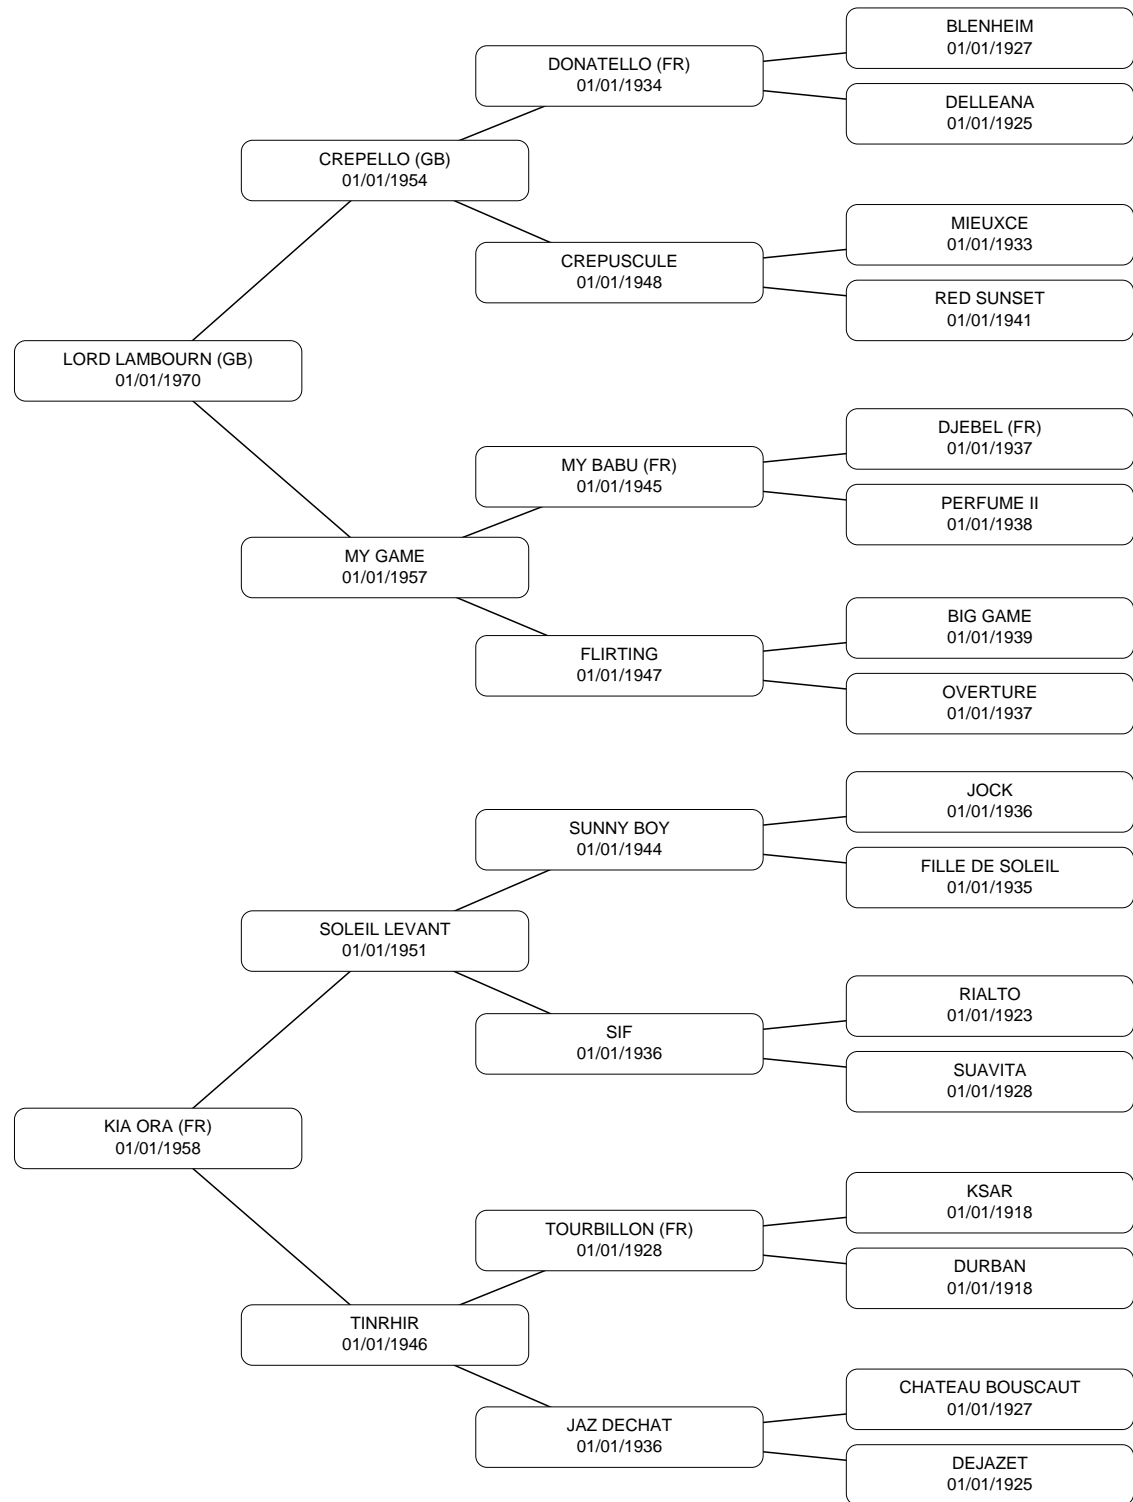 BLENHEIM
01/01/1927
DONATELLO (FR)
01/01/1934
DELLEANA
01/01/1925
CREPELLO (GB)
01/01/1954
MIEUXCE
01/01/1933
CREPUSCULE
01/01/1948
RED SUNSET
01/01/1941
LORD LAMBOURN (GB)
01/01/1970
DJEBEL (FR)
01/01/1937
MY BABU (FR)
01/01/1945
PERFUME II
01/01/1938
MY GAME
01/01/1957
BIG GAME
01/01/1939
FLIRTING
01/01/1947
OVERTURE
01/01/1937
JOCK
01/01/1936
SUNNY BOY
01/01/1944
FILLE DE SOLEIL
01/01/1935
SOLEIL LEVANT
01/01/1951
RIALTO
01/01/1923
SIF
01/01/1936
SUAVITA
01/01/1928
KIA ORA (FR)
01/01/1958
KSAR
01/01/1918
TOURBILLON (FR)
01/01/1928
DURBAN
01/01/1918
TINRHIR
01/01/1946
CHATEAU BOUSCAUT
01/01/1927
JAZ DECHAT
01/01/1936
DEJAZET
01/01/1925